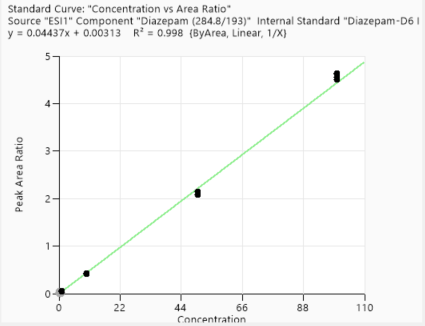 Standard Curve: "Concentration vs Area Ratio"
Source "ESI1" Component "Diazepam (284.8/193)" Internal Standard "Diazepam-D6
y = 0.04437x + 0.00313 R² = 0.998 {ByArea, Linear, 1/X}
5
4
3
2
1
0
Peak Area Ratio
0 22 44 66 88 110
Concentration